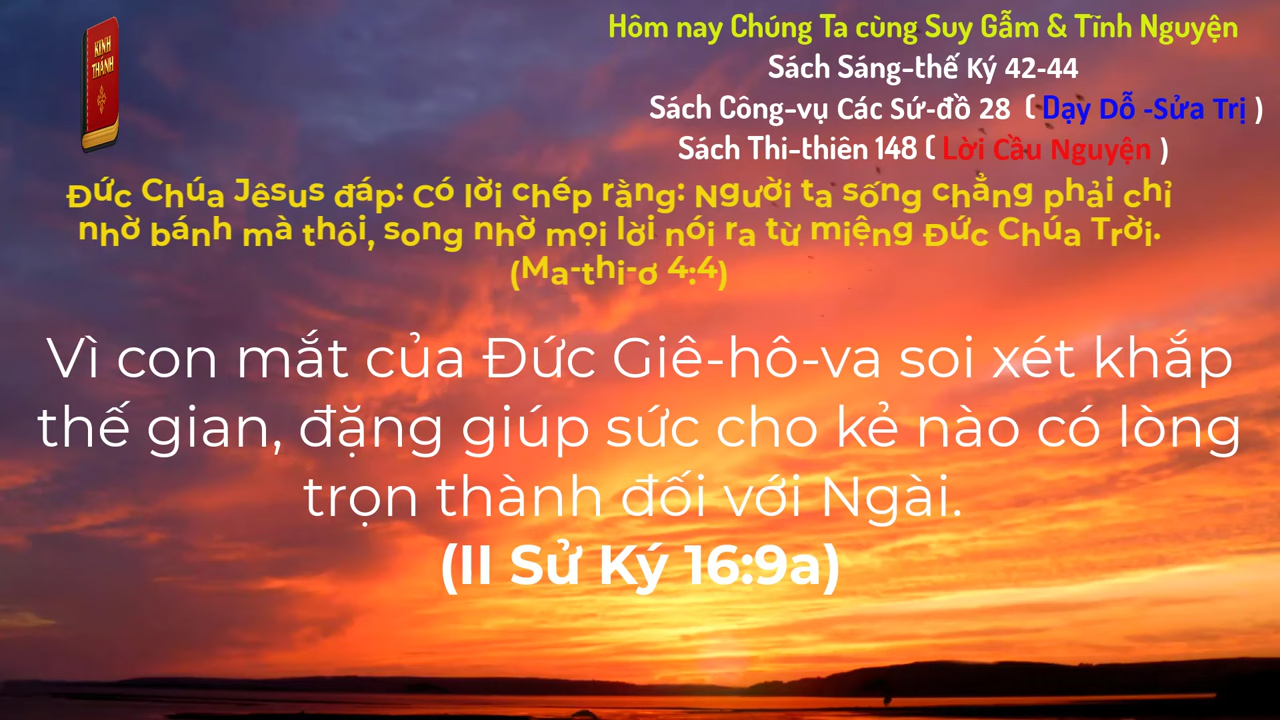 KINH
THÁNH
Hôm nay Chúng Ta cùng Suy Gẫm & Tĩnh Nguyện
Sách Sáng-thế Ký 42-44
Sách Công-vụ Các Sứ-đồ 28 ( Dạy Dỗ -Sửa Trị )
Sách Thi-thiên 148 ( Lời Cầu Nguyện )
Đức Chúa Jêsus đáp: Có lời chép rằng: Người ta sống chẳng phải chỉ
nhờ bánh mà thôi, song nhờ mọi lời nói ra từ miệng Đức Chúa Trời.
(Ma-thi-ơ 4:4)
Vì con mắt của Đức Giê-hô-va soi xét khắp
thế gian, đặng giúp sức cho kẻ nào có lòng
trọn thành đối với Ngài.
(II Sử Ký 16:9a)